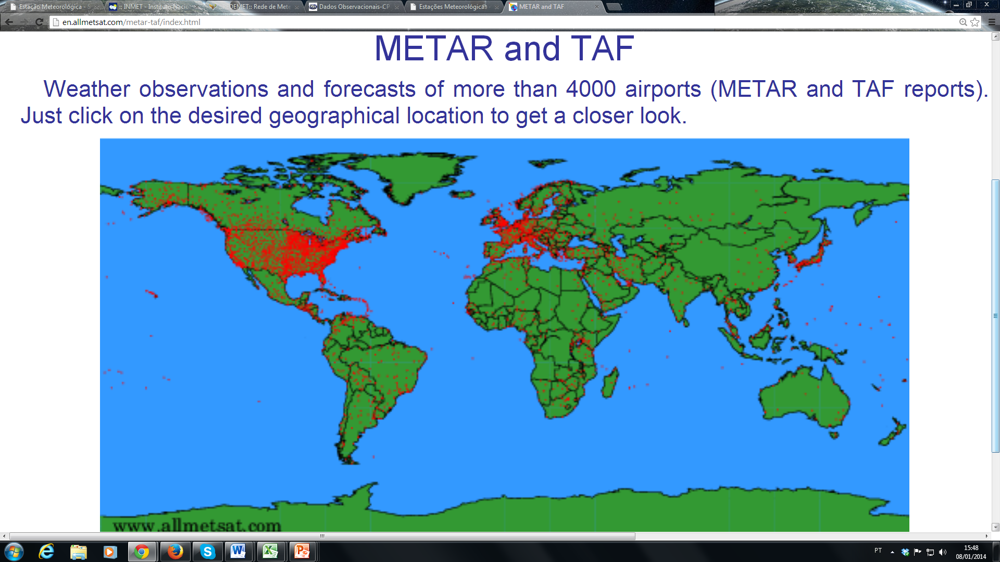 Estação Meteorológica - S
:: INMET - Instituto Nacion
DEMET:: Rede de Mete
Dados Observacionais-CP
Estações Meteorológicas -
METAR and TAF
en.allmetsat.com/metar-taf/index.html
METAR and TAF
Weather observations and forecasts of more than 4000 airports (METAR and TAF reports).
Just click on the desired geographical location to get a closer look.
www.allmetsat.com
PT
15:48
08/01/2014